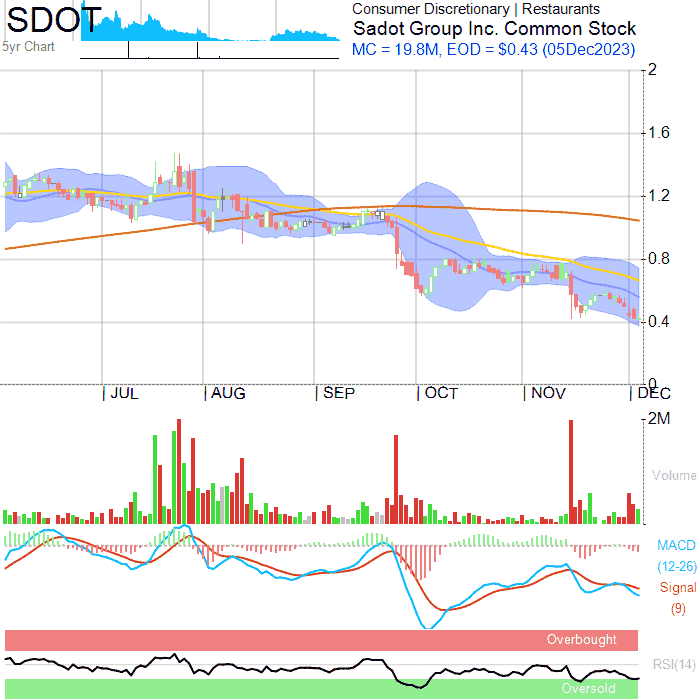 SDOT
5yr Chart
Consumer Discretionary | Restaurants
Sadot Group Inc. Common Stock
MC = 19.8M, EOD = $0.43 (05Dec2023)
2
1.6
1.2
0.8
0.4
0
JUL AUG SEP OCT NOV DEC
2M
Volume
MACD
(12-26)
Signal
(9)
Overbought
RSI(14)
Oversold